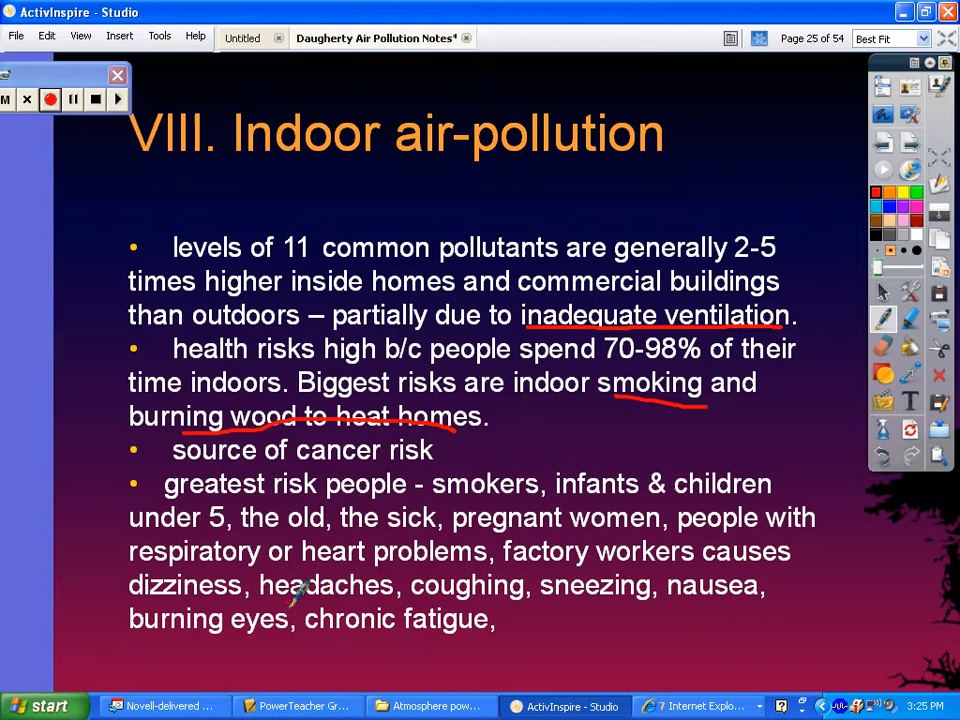 ActivInspire - Studio
File Edit View Insert Tools Help Untitled Daugherty Air Pollution Notes* Page 25 of 54 Best Fit
M
VIII. Indoor air-pollution
• levels of 11 common pollutants are generally 2-5
times higher inside homes and commercial buildings
than outdoors – partially due to inadequate ventilation.
• health risks high b/c people spend 70-98% of their
time indoors. Biggest risks are indoor smoking and
burning wood to heat homes.
• source of cancer risk
• greatest risk people - smokers, infants & children
under 5, the old, the sick, pregnant women, people with
respiratory or heart problems, factory workers causes
dizziness, headaches, coughing, sneezing, nausea,
burning eyes, chronic fatigue,
start Novell-delivered ... PowerTeacher Gr... Atmosphere pow... ActivInspire - Studio 7 Internet Explo... 3:25 PM